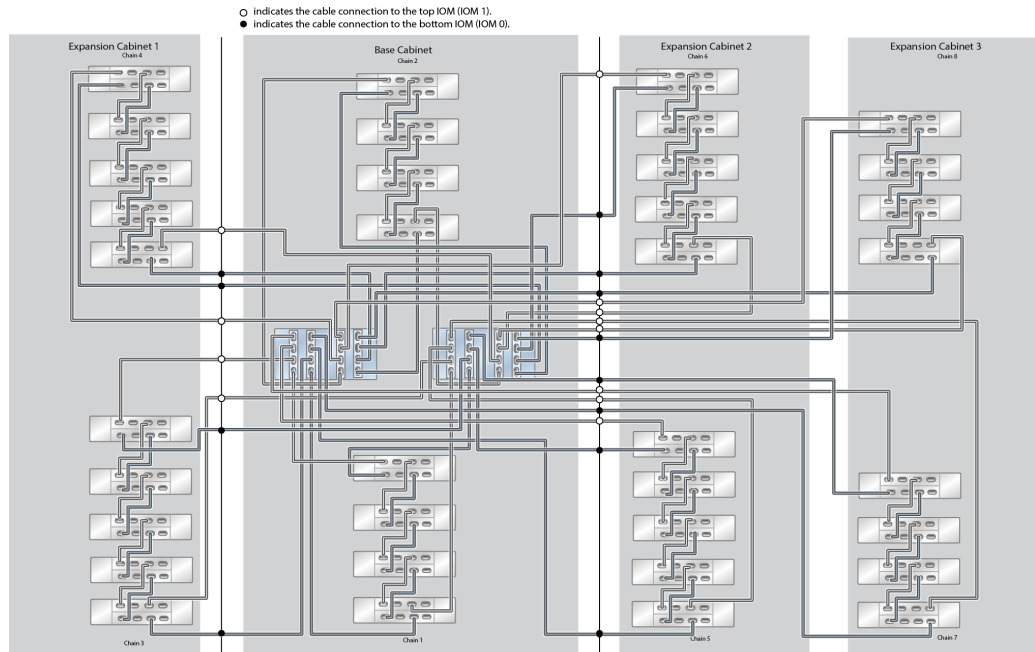 indicates the cable connection to the top IOM (IOM 1).
indicates the cable connection to the bottom IOM (IOM 0).
Expansion Cabinet 1
Chain 4
Base Cabinet
Chain 2
Expansion Cabinet 2
Chain 6
Expansion Cabinet 3
Chain 8
Chain 3
Chain 1
Chain 5
Chain 7